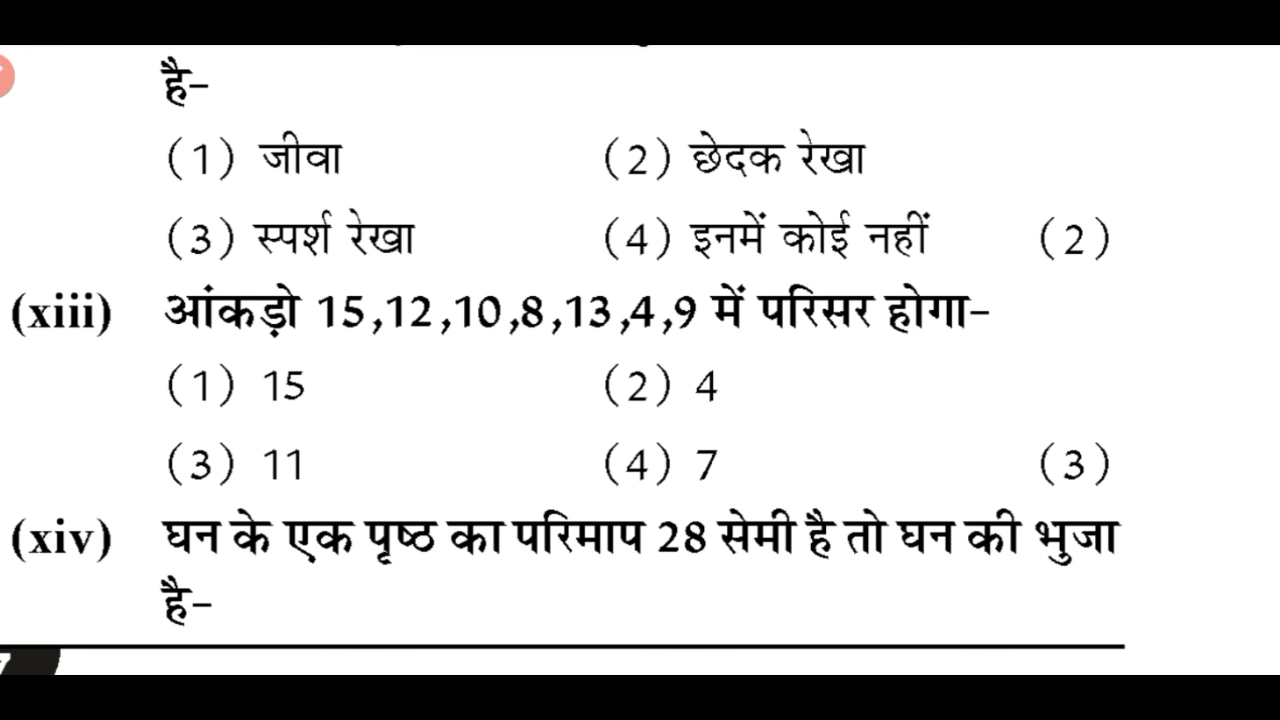 है-
(1) जीवा (2) छेदक रेखा
(3) स्पर्श रेखा (4) इनमें कोई नहीं (2)
(xiii) आंकड़ो 15,12,10,8,13,4,9 में परिसर होगा-
(1) 15 (2) 4
(3) 11 (4) 7 (3)
(xiv) घन के एक पृष्ठ का परिमाप 28 सेमी है तो घन की भुजा
है-